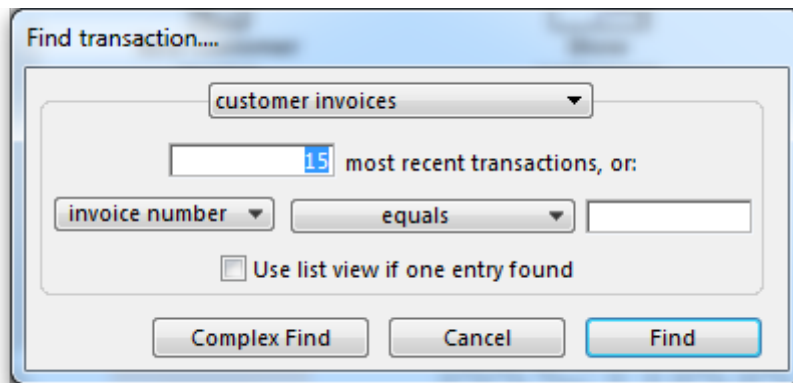 Find transaction....
customer invoices
15 most recent transactions, or:
invoice number equals
Use list view if one entry found
Complex Find Cancel Find